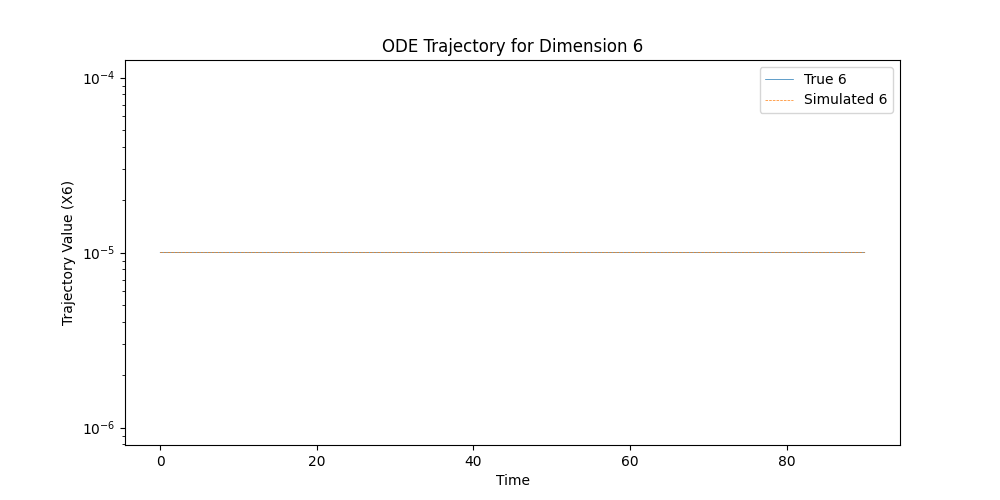 ODE Trajectory for Dimension 6
True 6
Simulated 6
Trajectory Value (X6)
10⁻⁴
10⁻⁵
10⁻⁶
0 20 40 60 80
Time